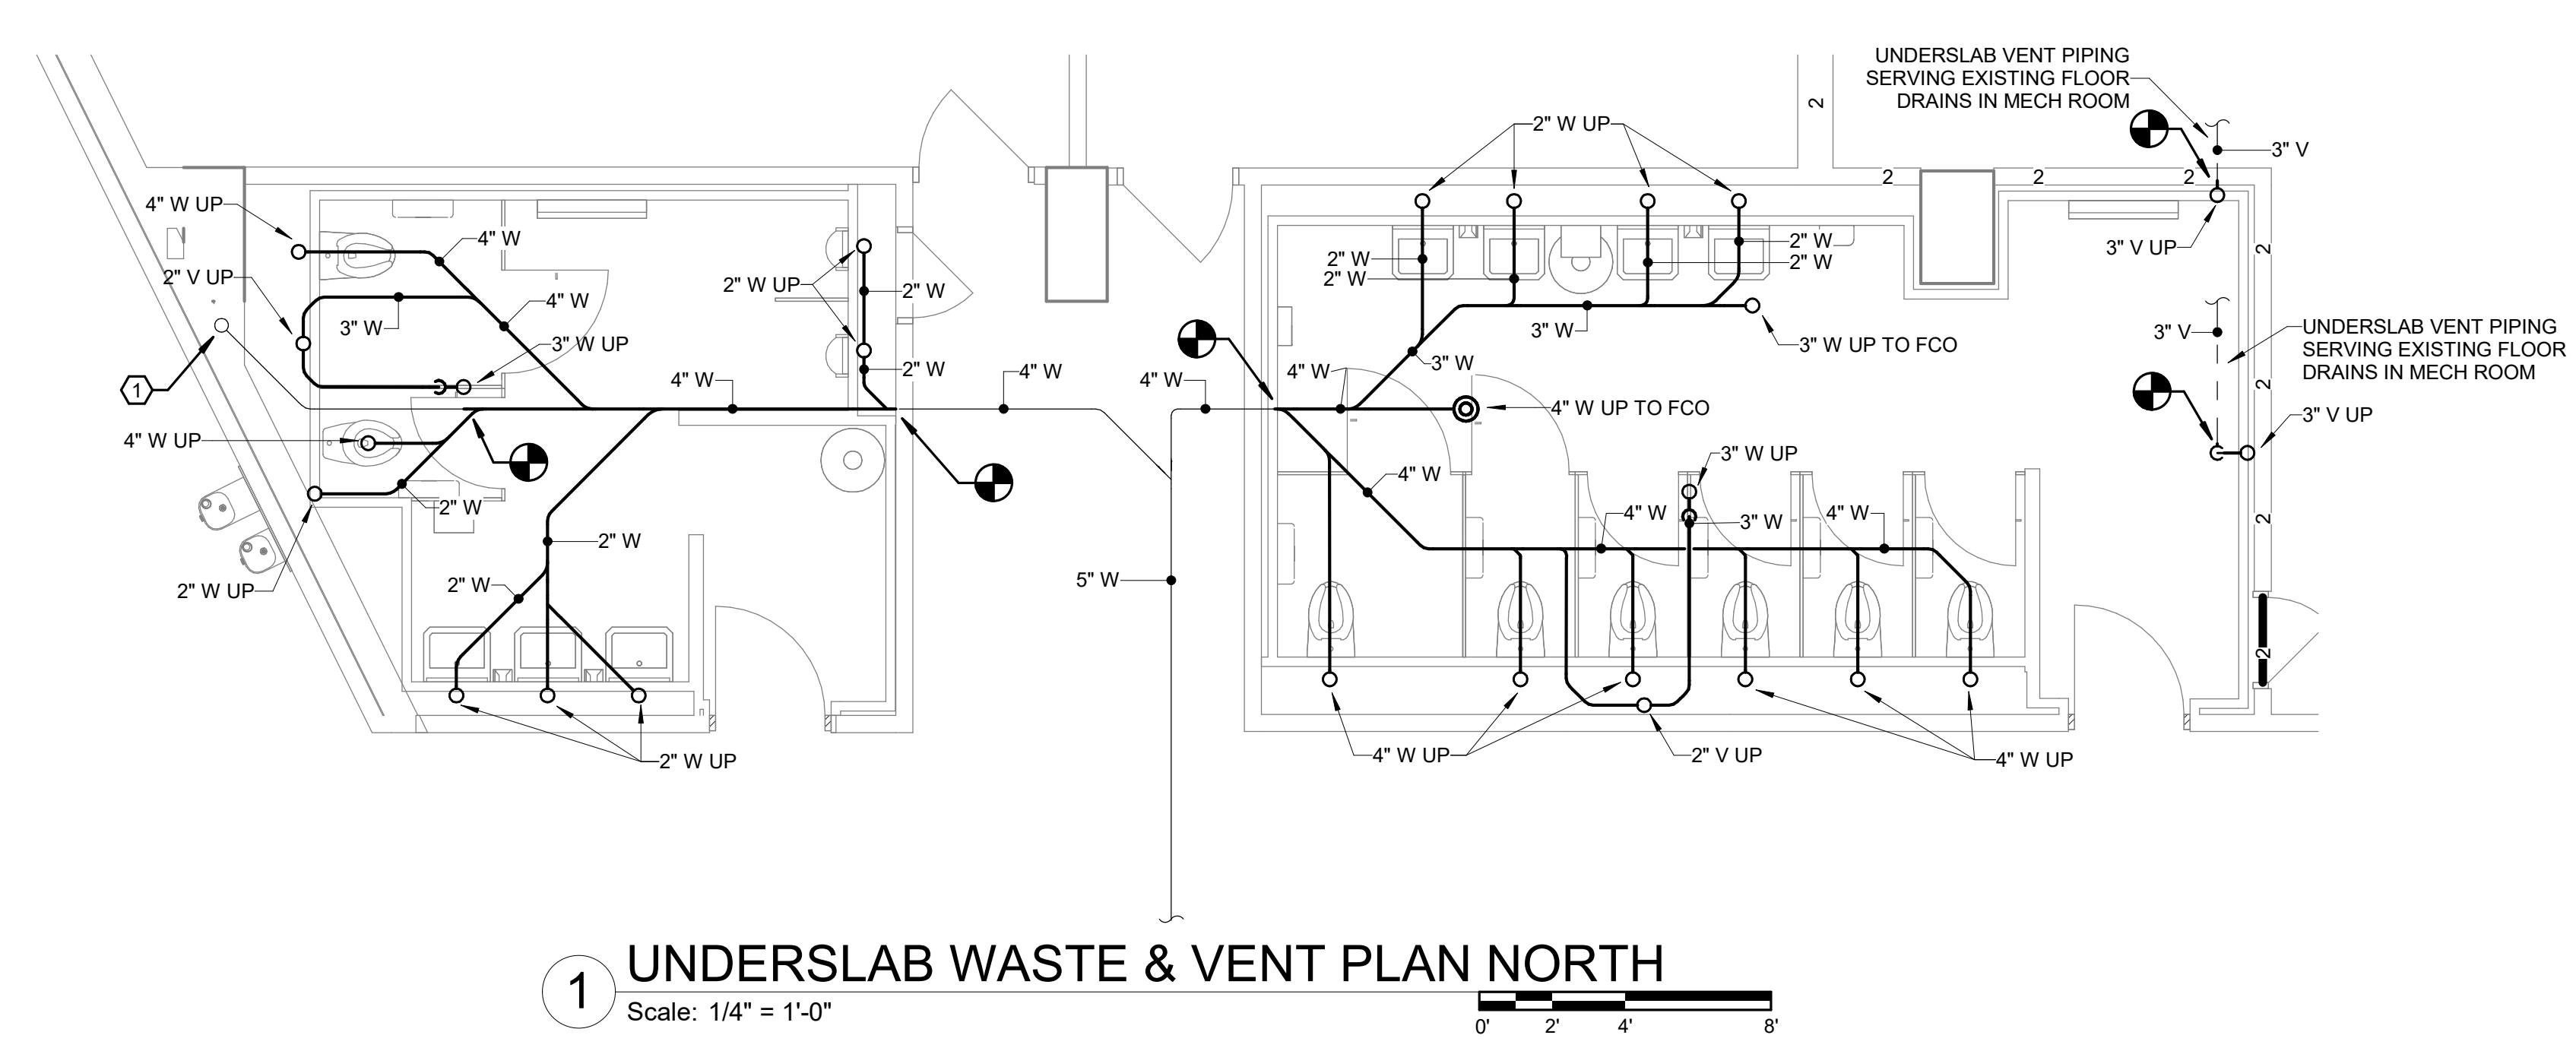 UNDERSLAB VENT PIPING
SERVING EXISTING FLOOR
DRAINS IN MECH ROOM
2
2" W UP
3" V
2
2
2
4" W UP
4" W
2" V UP
2" W UP
2" W
4" W
3" W
3" W UP
2" W
1
4" W
4" W
4" W
4" W UP
2" W
2" W UP
2" W
2" W
2" W UP
5" W
2" W
2" W
2" W
2" W
3" W
3" W
3" W UP TO FCO
4" W
4" W UP TO FCO
4" W
3" W UP
4" W
3" W
4" W
4" W UP
2" V UP
4" W UP
3" V UP
2
3" V
UNDERSLAB VENT PIPING
SERVING EXISTING FLOOR
DRAINS IN MECH ROOM
2
3" V UP
2
2
1
UNDERSLAB WASTE & VENT PLAN NORTH
Scale: 1/4" = 1'-0"
0' 2' 4' 8'